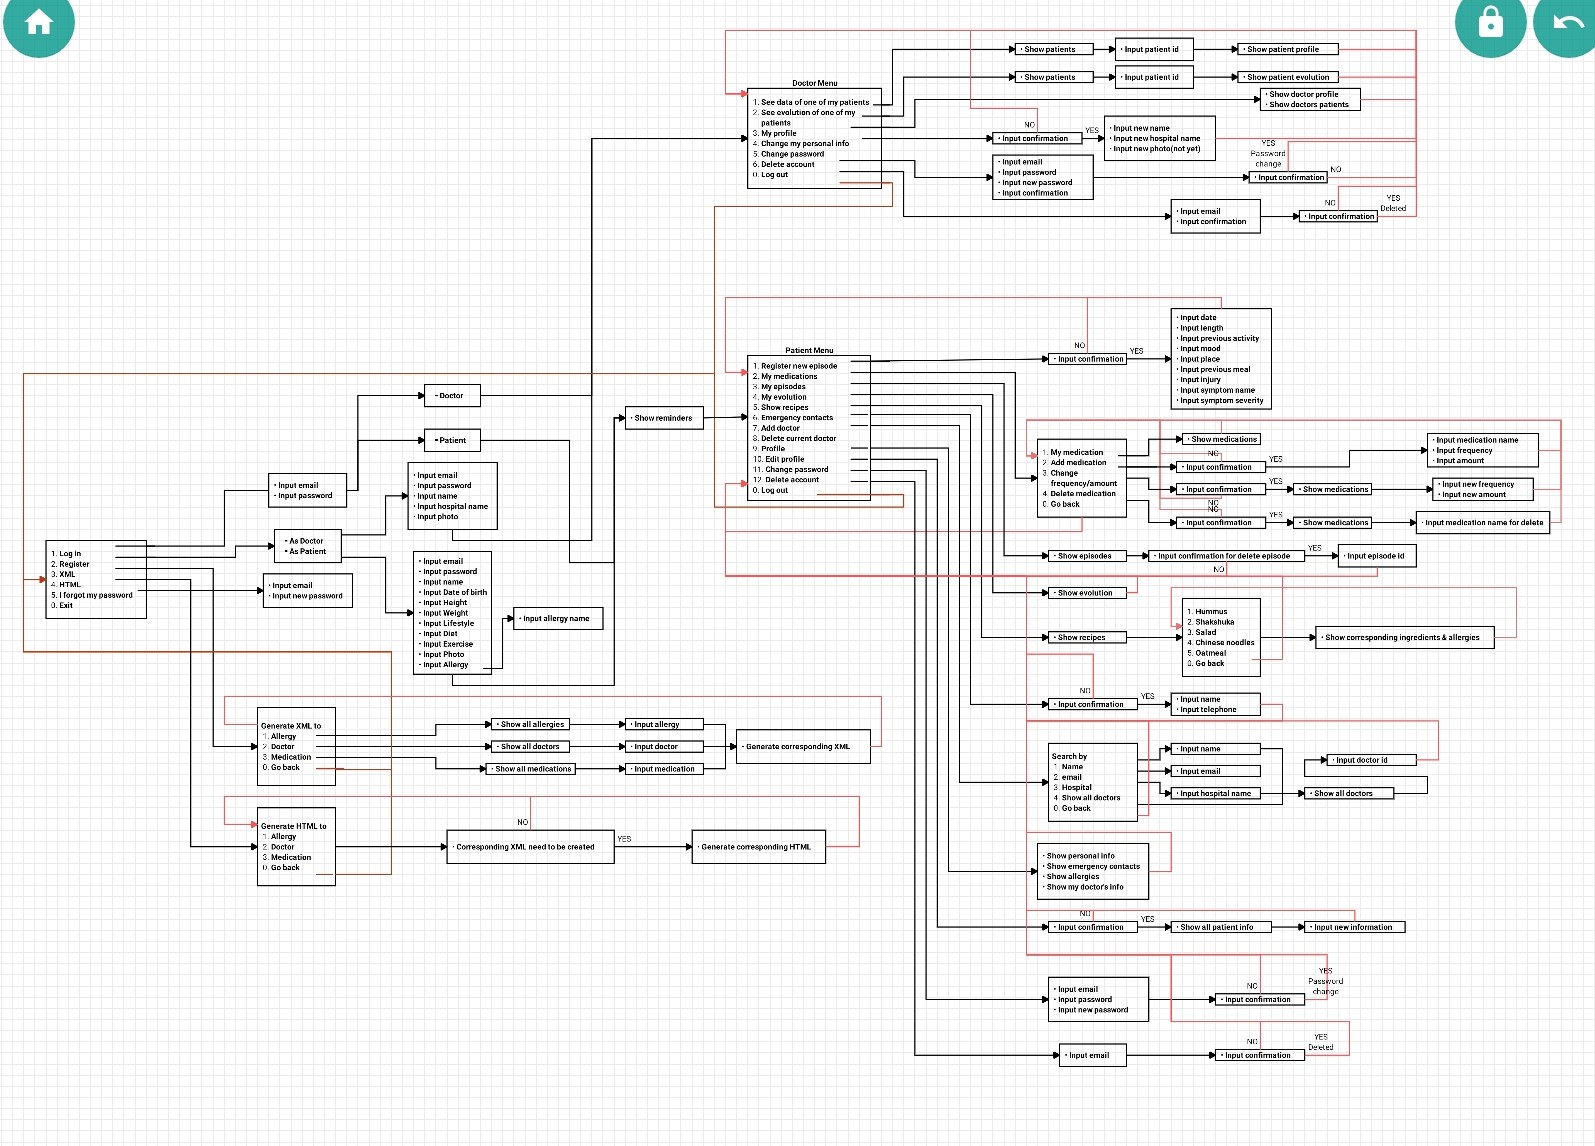 Doctor Menu
1. See data of one of my patients
2. See evolution of one of my
patients
3. My profile
4. Change my personal info
5. Change password
6. Delete account
0. Log out
· Show patients
· Input patient id
· Show patient profile
· Show patients
· Input patient id
· Show patient evolution
· Show doctor profile
· Show doctors patients
NO
· Input confirmation
YES
· Input new name
· Input new hospital name
· Input new photo(not yet)
· Input email
· Input password
· Input new password
· Input confirmation
YES
Password
change
· Input confirmation
NO
· Input email
· Input confirmation
NO
· Input confirmation
YES
Deleted
Patient Menu
1. Register new episode
2. My medications
3. My episodes
4. My evolution
5. Show recipes
6. Emergency contacts
7. Add doctor
8. Delete current doctor
9. Profile
10. Edit profile
11. Change password
12. Delete account
0. Log out
NO
· Input confirmation
YES
· Input date
· Input length
· Input previous activity
· Input mood
· Input place
· Input previous meal
· Input injury
· Input symptom name
· Input symptom severity
1. My medication
2. Add medication
3. Change
frequency/amount
4. Delete medication
0. Go back
· Show medications
NO
· Input confirmation
YES
· Input medication name
· Input frequency
· Input amount
· Input confirmation
YES
· Show medications
· Input new frequency
· Input new amount
NO
NO
· Input confirmation
YES
· Show medications
· Input medication name for delete
· Show episodes
· Input confirmation for delete episode
YES
· Input episode id
NO
· Show evolution
· Show recipes
1. Hummus
2. Shakshuka
3. Salad
4. Chinese noodles
5. Oatmeal
0. Go back
· Show corresponding ingredients & allergies
NO
· Input confirmation
YES
· Input name
· Input telephone
Search by
1. Name
2. email
3. Hospital
4. Show all doctors
0. Go back
· Input name
· Input email
· Input hospital name
· Show all doctors
· Input doctor id
· Show personal info
· Show emergency contacts
· Show allergies
· Show my doctor's info
NO
· Input confirmation
YES
· Show all patient info
· Input new information
· Input email
· Input password
· Input new password
NO
· Input confirmation
YES
Password
change
· Input email
NO
· Input confirmation
YES
Deleted
· Doctor
· Patient
· Show reminders
· Input email
· Input password
· Input email
· Input password
· Input name
· Input hospital name
· Input photo
· As Doctor
· As Patient
1. Log in
2. Register
3. XML
4. HTML
5. I forgot my password
0. Exit
· Input email
· Input new password
· Input email
· Input password
· Input name
· Input Date of birth
· Input Height
· Input Weight
· Input Lifestyle
· Input Diet
· Input Exercise
· Input Photo
· Input Allergy
· Input allergy name
Generate XML to
1. Allergy
2. Doctor
3. Medication
0. Go back
· Show all allergies
· Input allergy
· Show all doctors
· Input doctor
· Show all medications
· Input medication
· Generate corresponding XML
Generate HTML to
1. Allergy
2. Doctor
3. Medication
0. Go back
NO
· Corresponding XML need to be created
YES
· Generate corresponding HTML